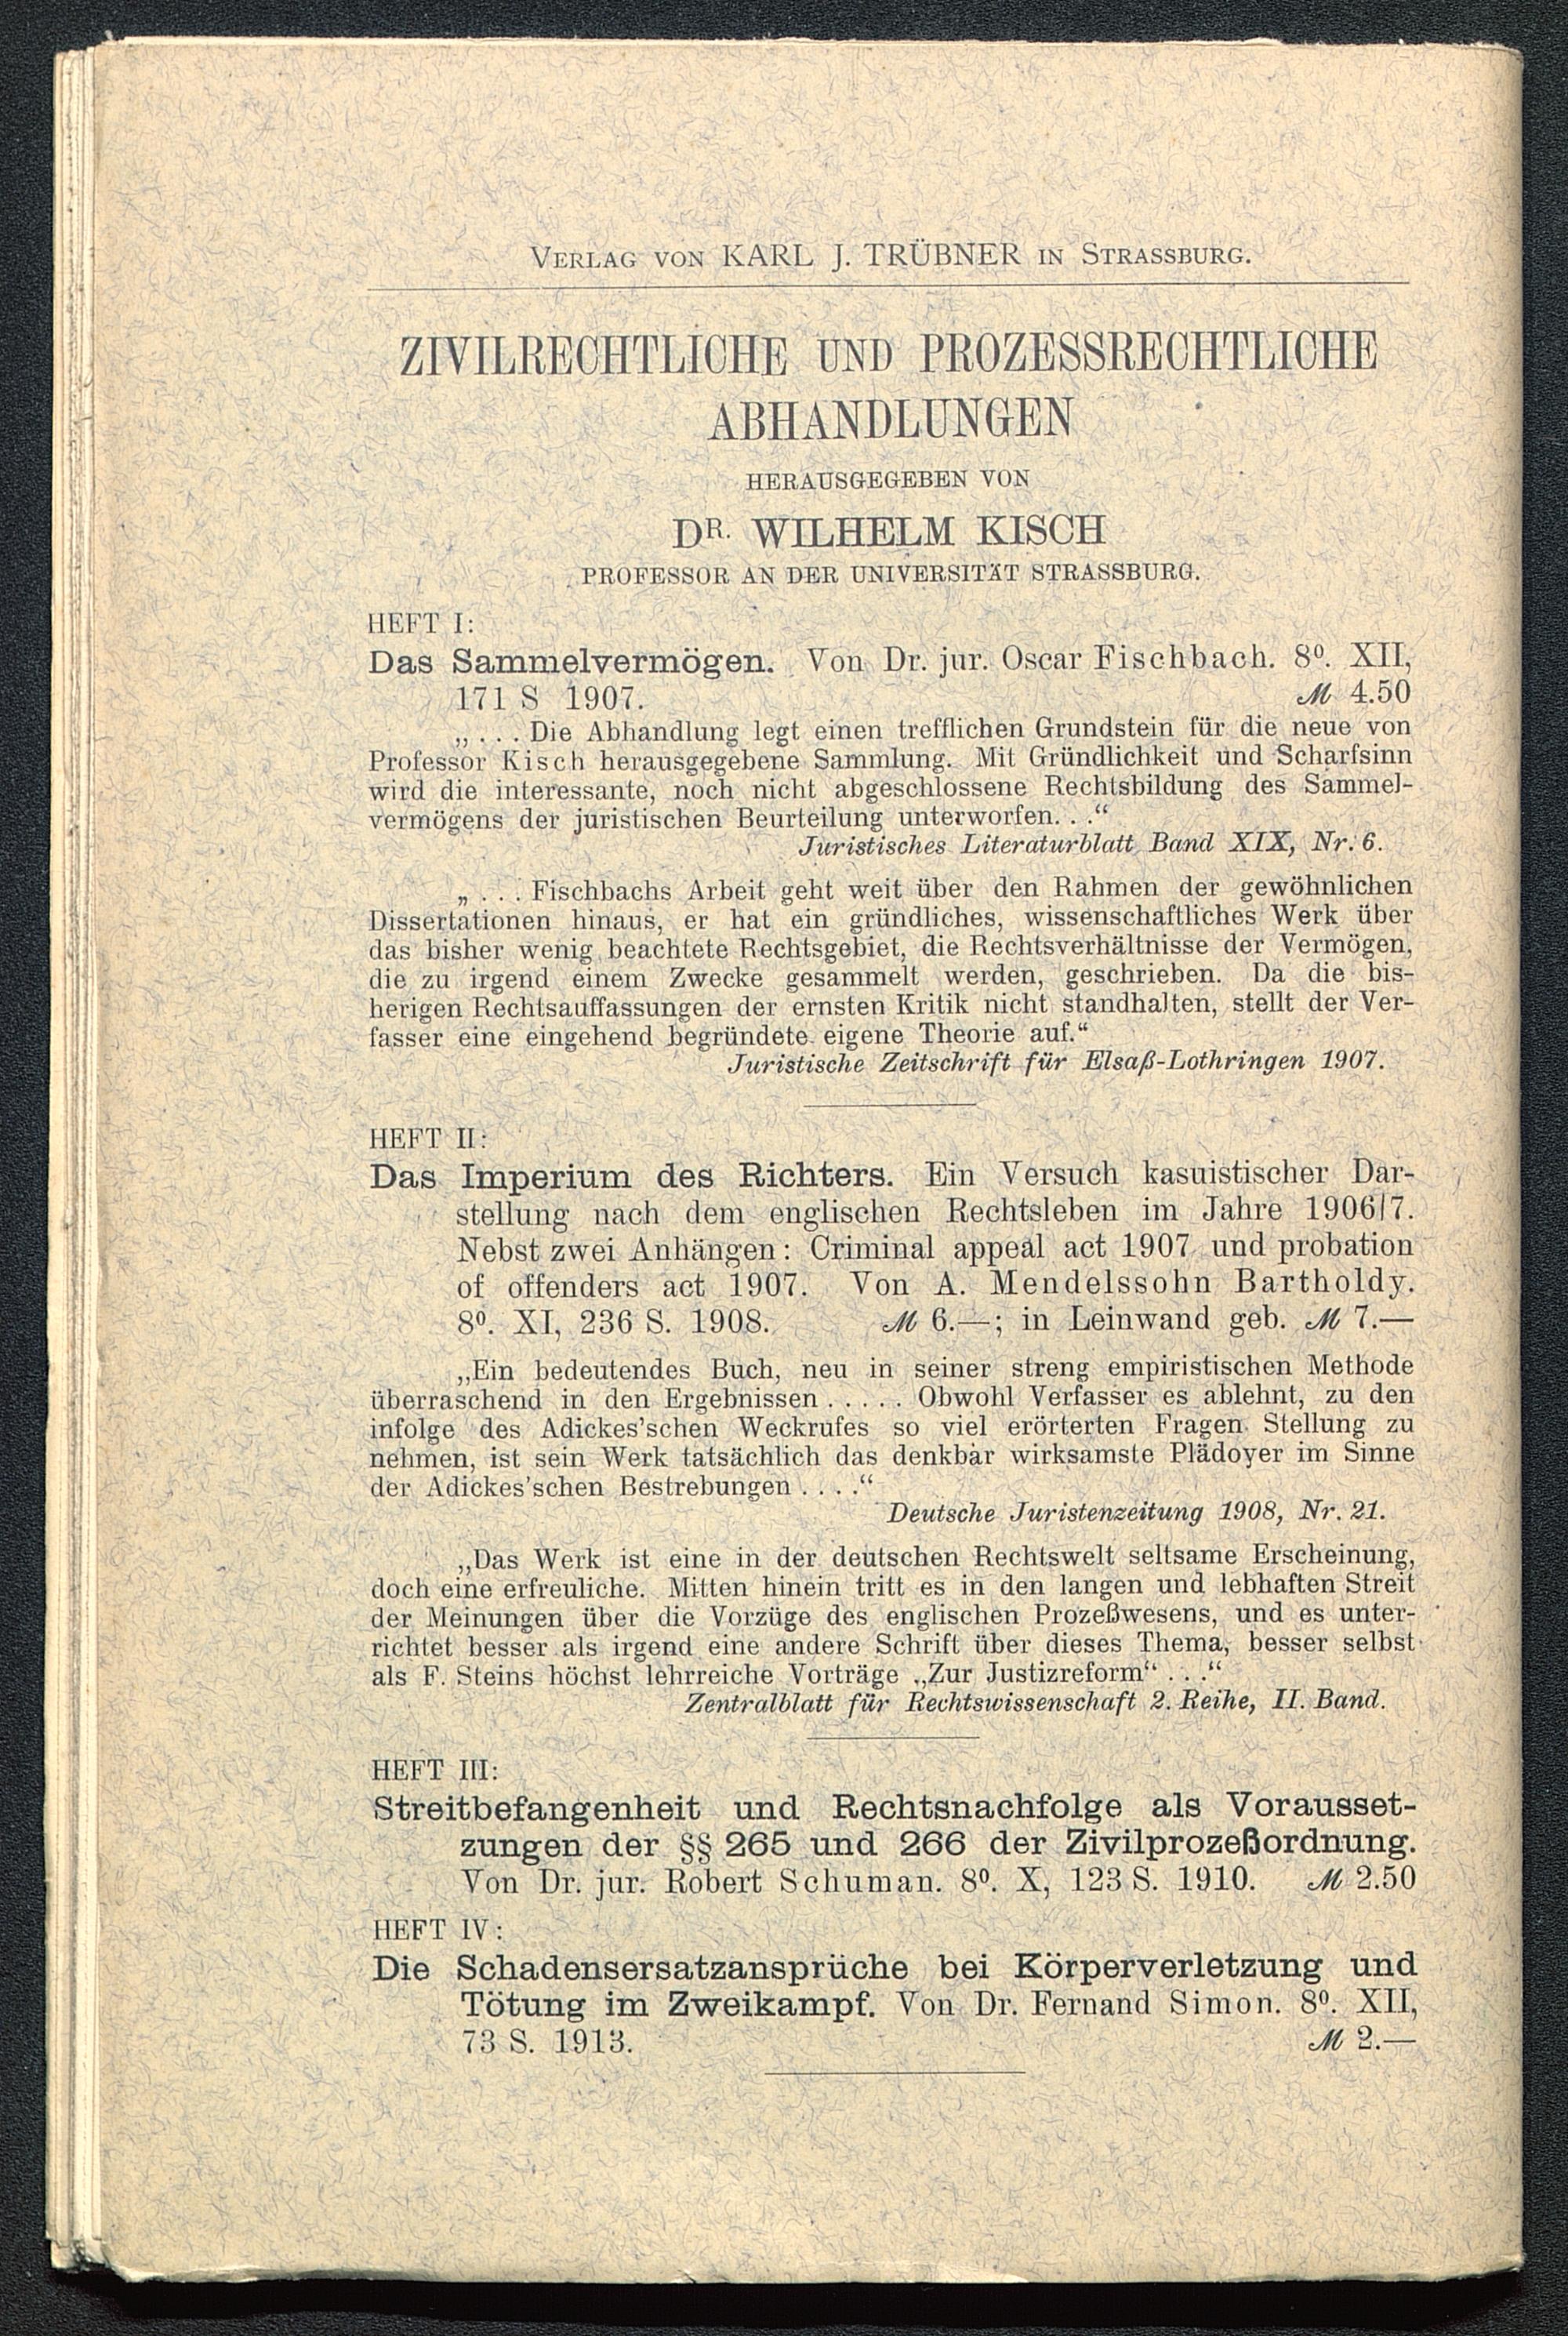 VERLAG VON KARL J. TRÜBNER IN STRASSBURG.
ZIVILRECHTLICHE UND PROZESSRECHTLICHE
ABHANDLUNGEN
HERAUSGEGEBEN VON
DR. WILHELM KISCH
PROFESSOR AN DER UNIVERSITÄT STRASSBURG.
HEFT I:
Das Sammelvermögen. Von Dr. jur. Oscar Fischbach. 8⁰. XII,
171 S 1907. ℳ 4.50
„. . . Die Abhandlung legt einen trefflichen Grundstein für die neue von
Professor Kisch herausgegebene Sammlung. Mit Gründlichkeit und Scharfsinn
wird die interessante, noch nicht abgeschlossene Rechtsbildung des Sammel-
vermögens der juristischen Beurteilung unterworfen. . .“
Juristisches Literaturblatt Band XIX, Nr. 6.
„ . . . Fischbachs Arbeit geht weit über den Rahmen der gewöhnlichen
Dissertationen hinaus, er hat ein gründliches, wissenschaftliches Werk über
das bisher wenig beachtete Rechtsgebiet, die Rechtsverhältnisse der Vermögen,
die zu irgend einem Zwecke gesammelt werden, geschrieben. Da die bis-
herigen Rechtsauffassungen der ernsten Kritik nicht standhalten, stellt der Ver-
fasser eine eingehend begründete eigene Theorie auf.“
Juristische Zeitschrift für Elsaß-Lothringen 1907.
HEFT II:
Das Imperium des Richters. Ein Versuch kasuistischer Dar-
stellung nach dem englischen Rechtsleben im Jahre 1906/7.
Nebst zwei Anhängen: Criminal appeal act 1907 und probation
of offenders act 1907. Von A. Mendelssohn Bartholdy.
8⁰. XI, 236 S. 1908. ℳ 6.—; in Leinwand geb. ℳ 7.—
„Ein bedeutendes Buch, neu in seiner streng empiristischen Methode
überraschend in den Ergebnissen . . . . . Obwohl Verfasser es ablehnt, zu den
infolge des Adickes’schen Weckrufes so viel erörterten Fragen Stellung zu
nehmen, ist sein Werk tatsächlich das denkbar wirksamste Plädoyer im Sinne
der Adickes’schen Bestrebungen . . . .“
Deutsche Juristenzeitung 1908, Nr. 21.
„Das Werk ist eine in der deutschen Rechtswelt seltsame Erscheinung,
doch eine erfreuliche. Mitten hinein tritt es in den langen und lebhaften Streit
der Meinungen über die Vorzüge des englischen Prozeßwesens, und es unter-
richtet besser als irgend eine andere Schrift über dieses Thema, besser selbst
als F. Steins höchst lehrreiche Vorträge „Zur Justizreform“ . . .“
Zentralblatt für Rechtswissenschaft 2. Reihe, II. Band.
HEFT III:
Streitbefangenheit und Rechtsnachfolge als Vorausset-
zungen der §§ 265 und 266 der Zivilprozeßordnung.
Von Dr. jur. Robert Schuman. 8⁰. X, 123 S. 1910. ℳ 2.50
HEFT IV:
Die Schadensersatzansprüche bei Körperverletzung und
Tötung im Zweikampf. Von Dr. Fernand Simon. 8⁰. XII,
73 S. 1913. ℳ 2.—